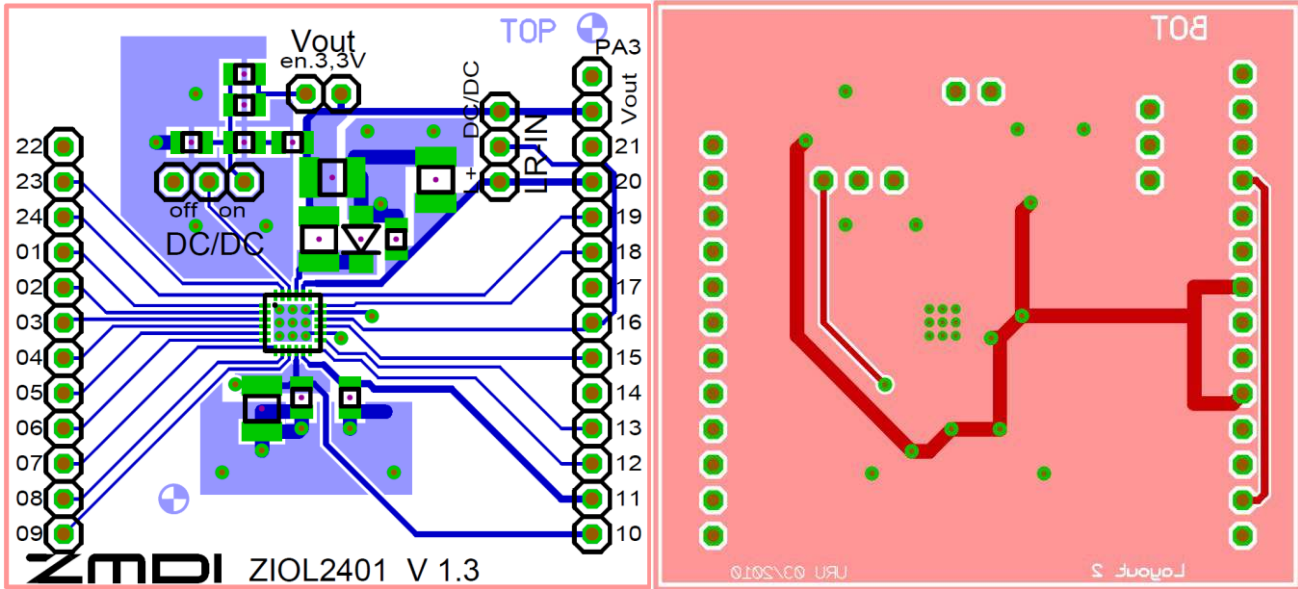 TOP
Vout
en.3,3V
PA3
Vout
DC/DC
LR-IN
L+
22
23
24
01
02
03
04
05
06
07
08
09
off on
DC/DC
21
20
19
18
17
16
15
14
13
12
11
10
ZMDI ZIOL2401 V 1.3
BOT
URU 03/2010
Layout 2